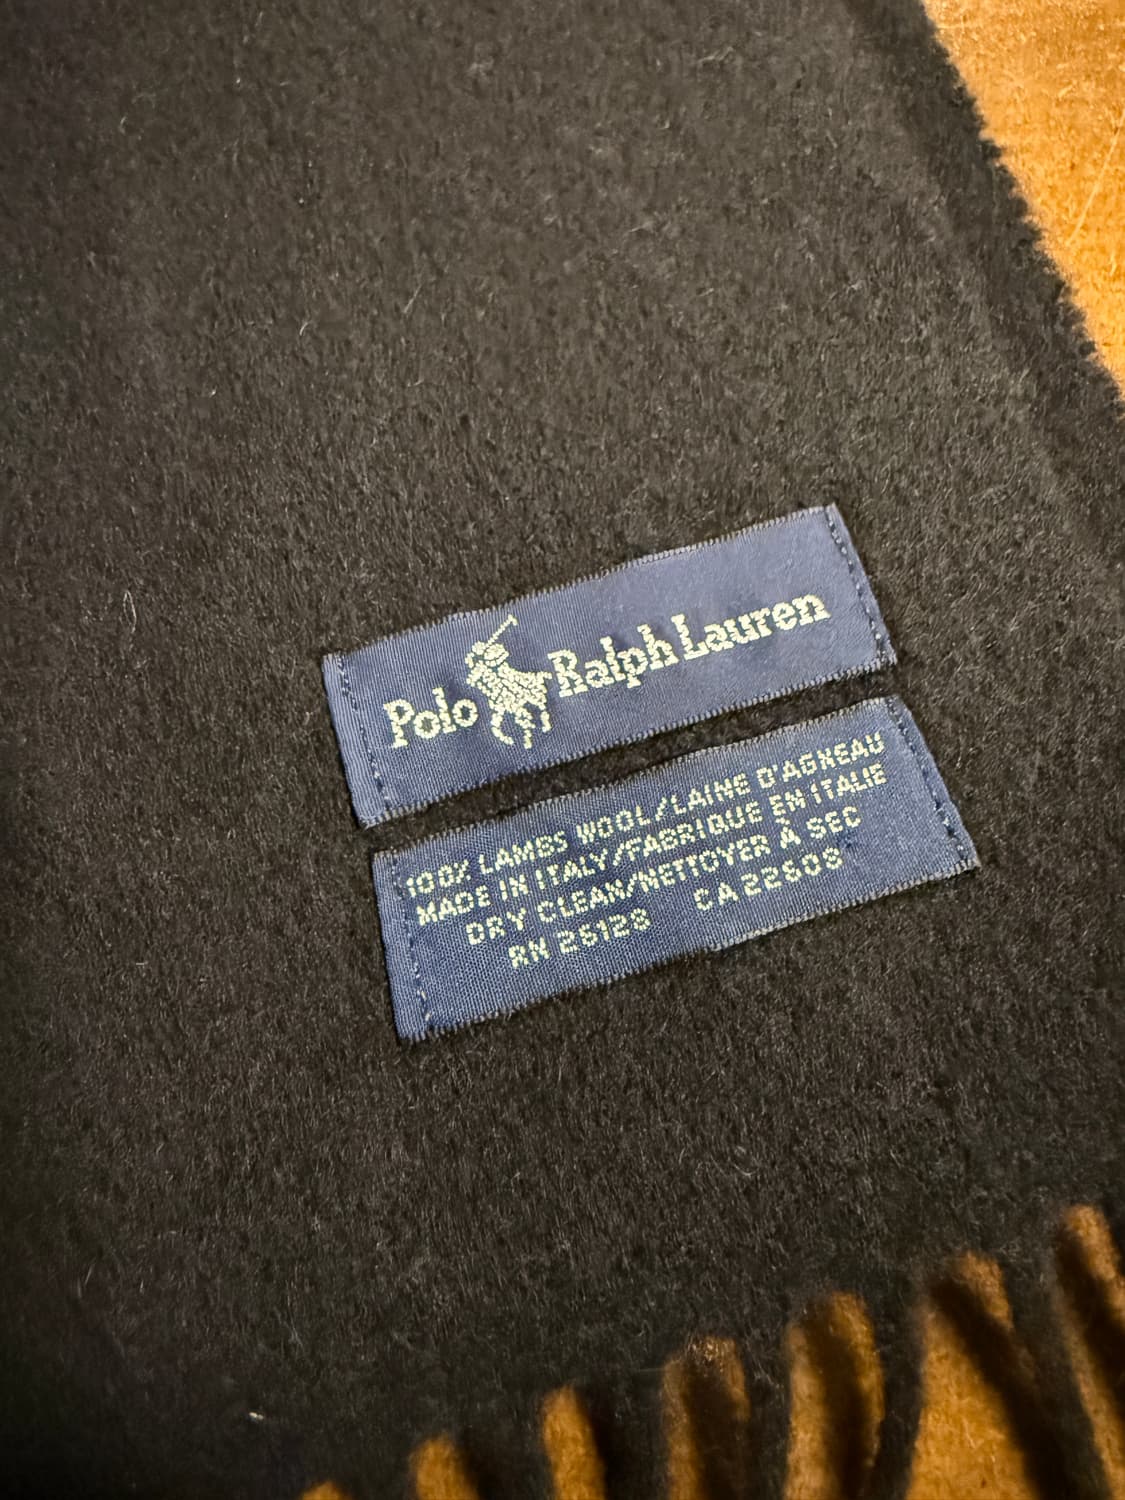 Polo Ralph Lauren
100% LAMBS WOOL/LAINE D'AGNEAU
MADE IN ITALY/FABRIQUE EN ITALIE
DRY CLEAN/NETTOYER À SEC
RN 26128 CA 22608